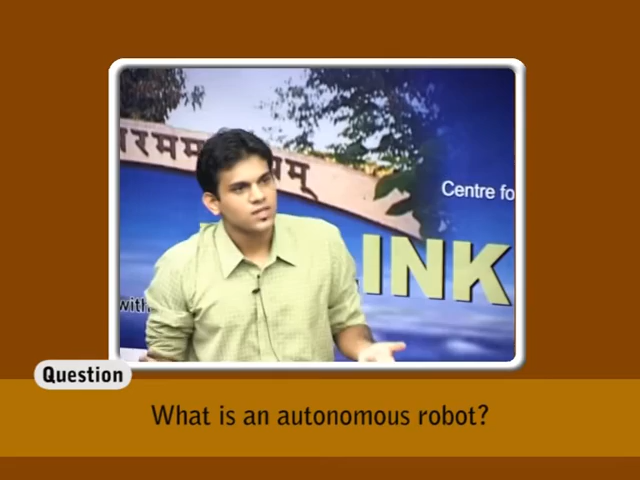 Centre fo
INK
with
Question
What is an autonomous robot?